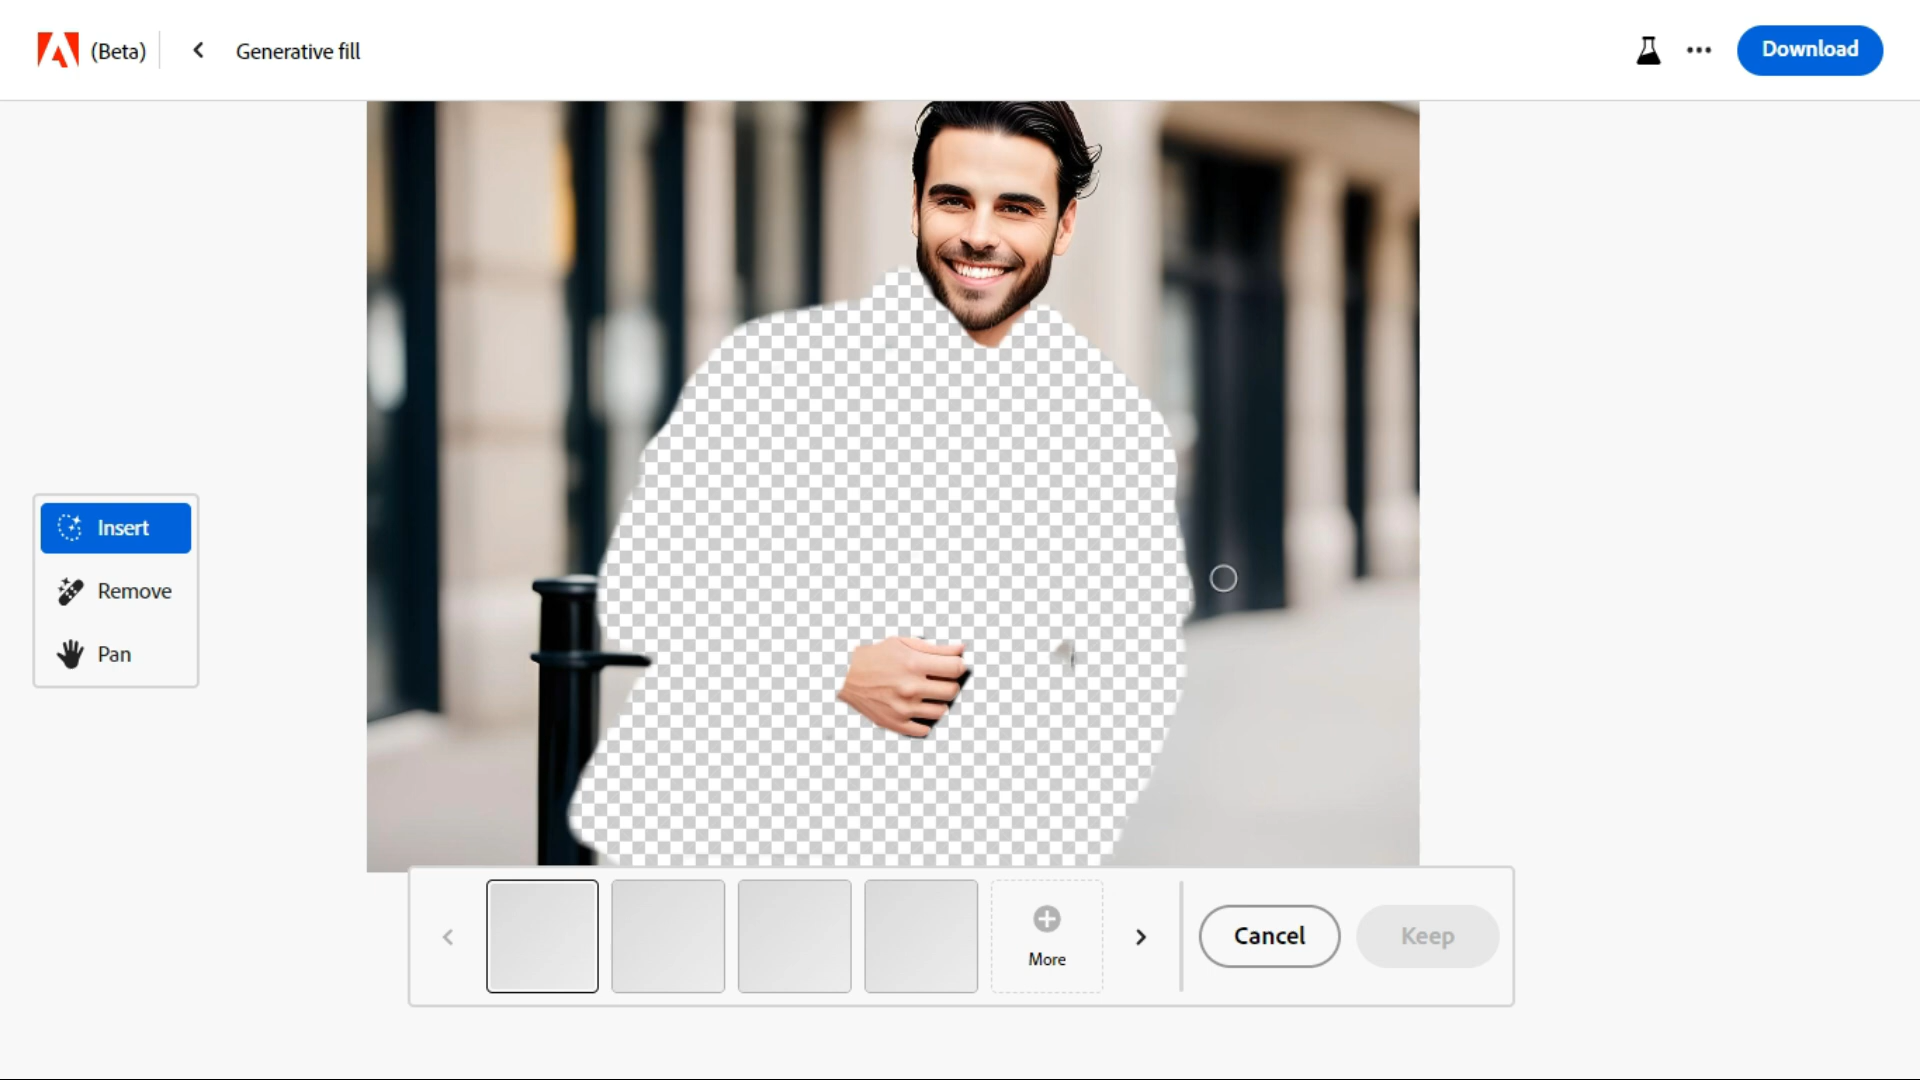 (Beta)
Generative fill
Download
Insert
Remove
Pan
More
Cancel
Keep